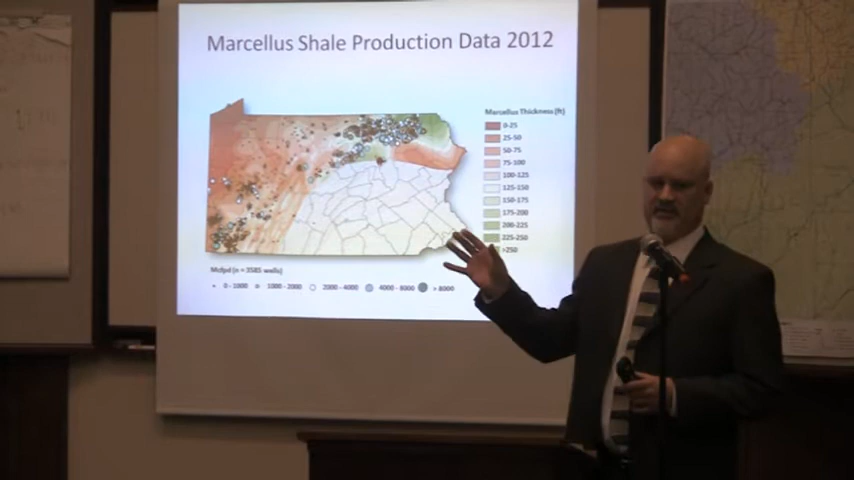 Marcellus Shale Production Data 2012
Marcellus Thickness (ft)
0-25
25-50
50-75
75-100
100-125
125-150
150-175
175-200
200-225
225-250
>250
Mcfpd (n = 3585 wells)
0 - 1000
1000 - 2000
2000 - 4000
4000 - 8000
> 8000